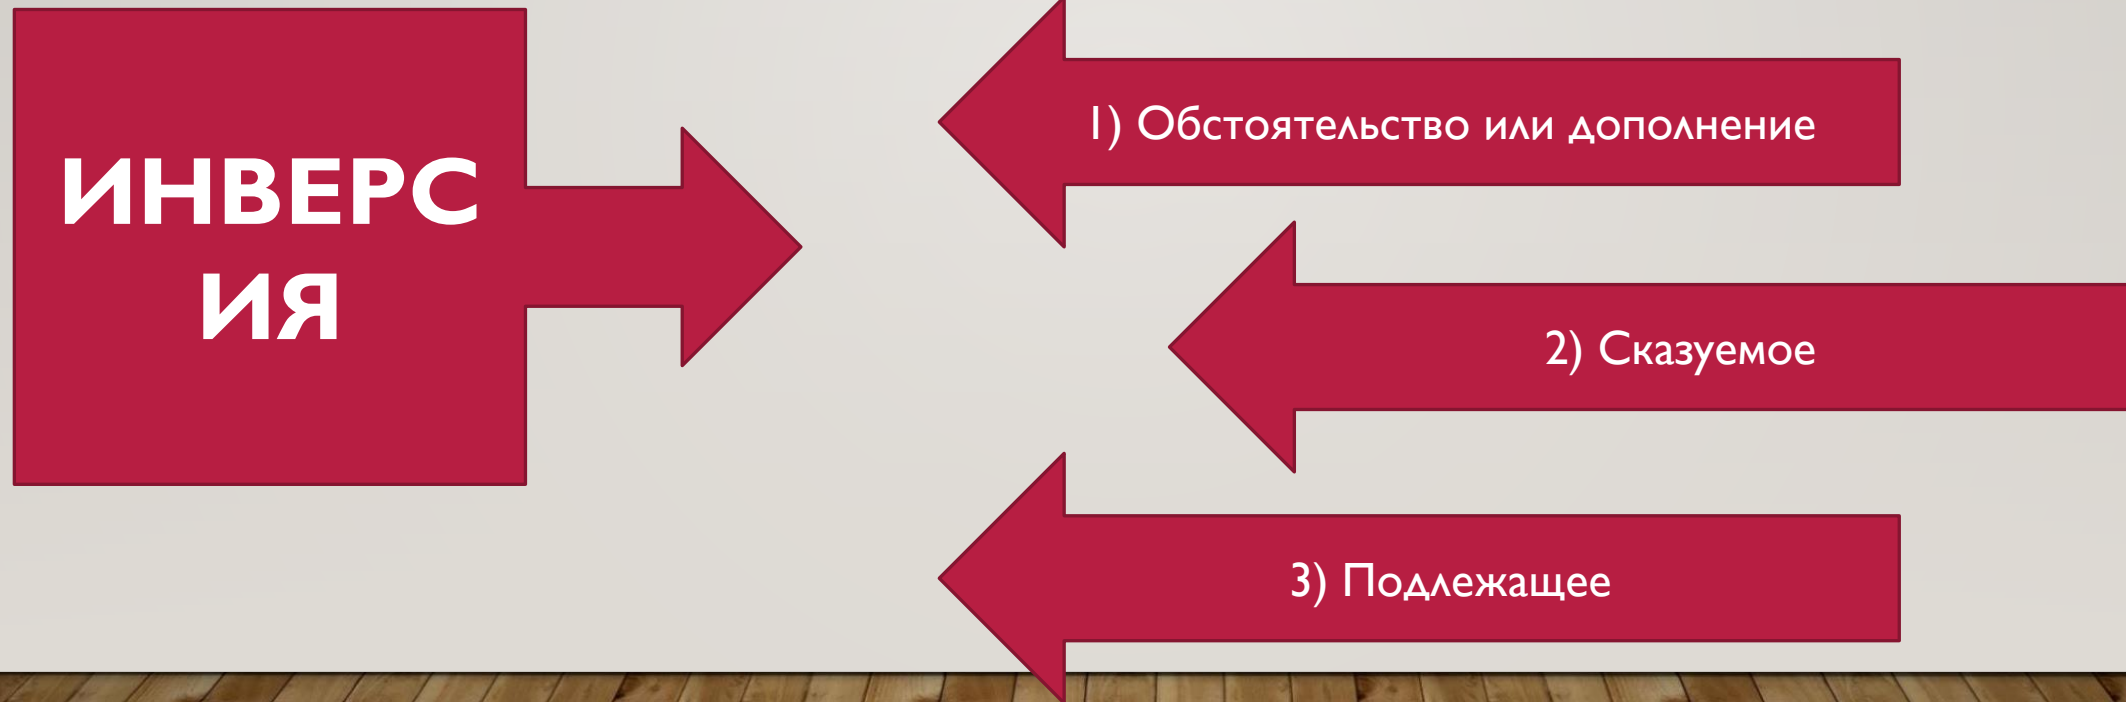 ИНВЕРС
ИЯ
1) Обстоятельство или дополнение
2) Сказуемое
3) Подлежащее